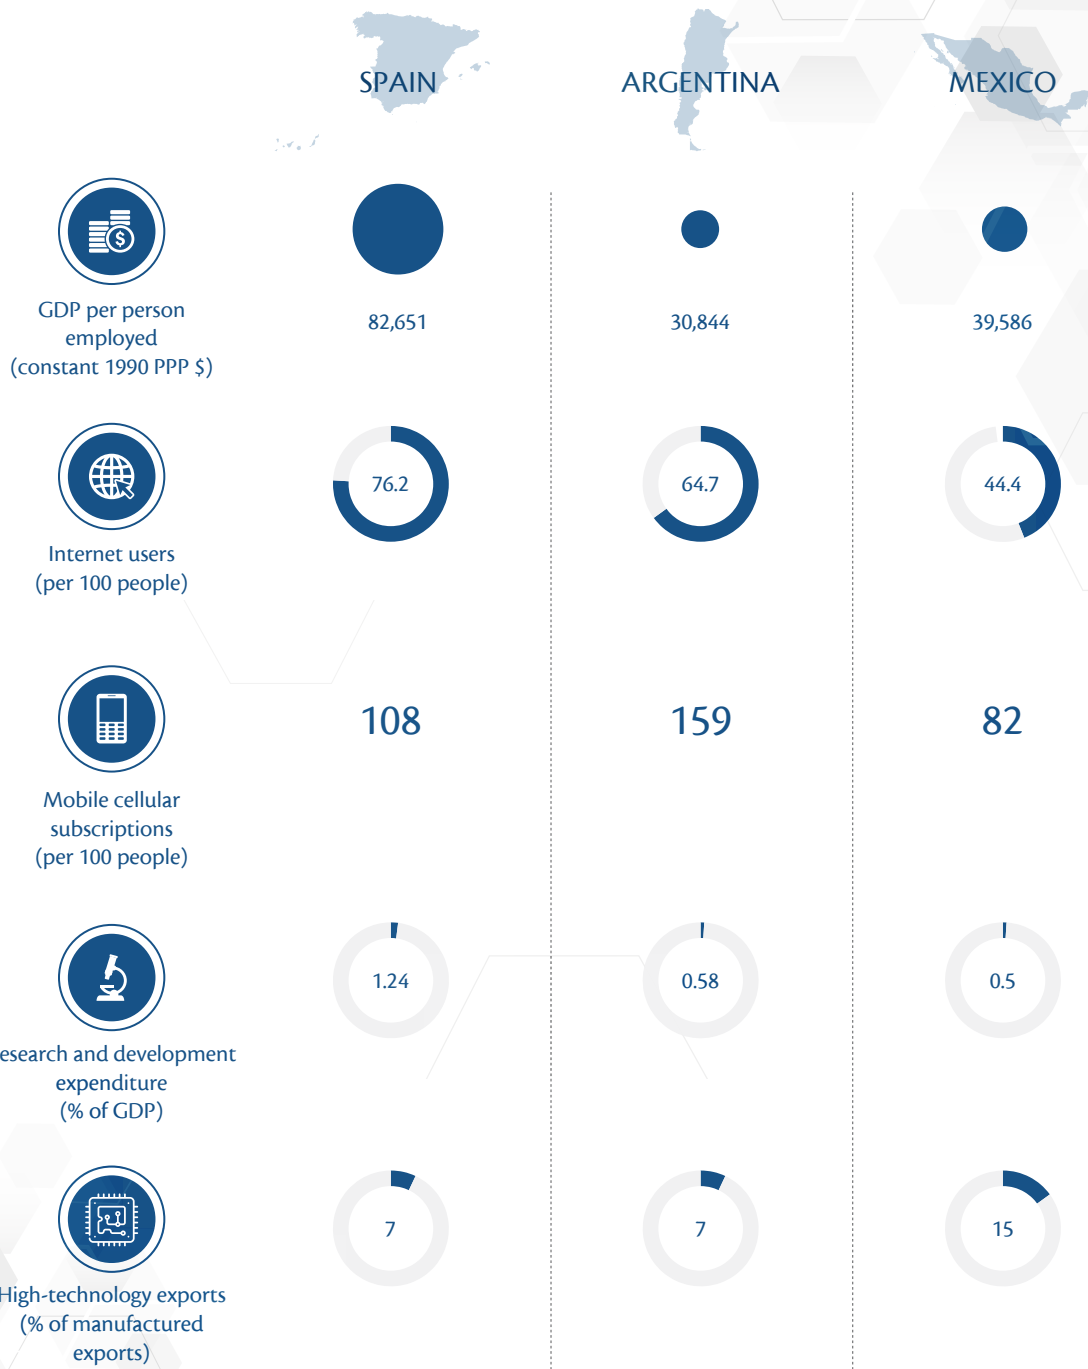 SPAIN
ARGENTINA
MEXICO
GDP per person
employed
(constant 1990 PPP $)
82,651
30,844
39,586
Internet users
(per 100 people)
76.2
64.7
44.4
Mobile cellular
subscriptions
(per 100 people)
108
159
82
esearch and development
expenditure
(% of GDP)
1.24
0.58
0.5
High-technology exports
(% of manufactured
exports)
7
7
15